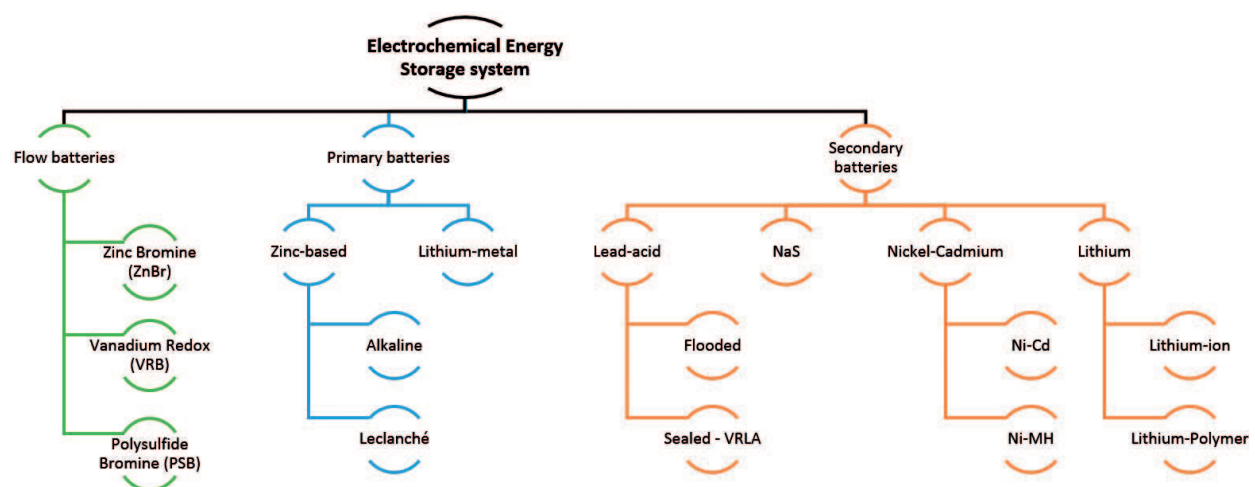 Electrochemical Energy
Storage system
Flow batteries
Primary batteries
Secondary
batteries
Zinc Bromine
(ZnBr)
Vanadium Redox
(VRB)
Polysulfide
Bromine (PSB)
Zinc-based
Lithium-metal
Alkaline
Leclanché
Lead-acid
NaS
Nickel-Cadmium
Lithium
Flooded
Sealed - VRLA
Ni-Cd
Ni-MH
Lithium-ion
Lithium-Polymer